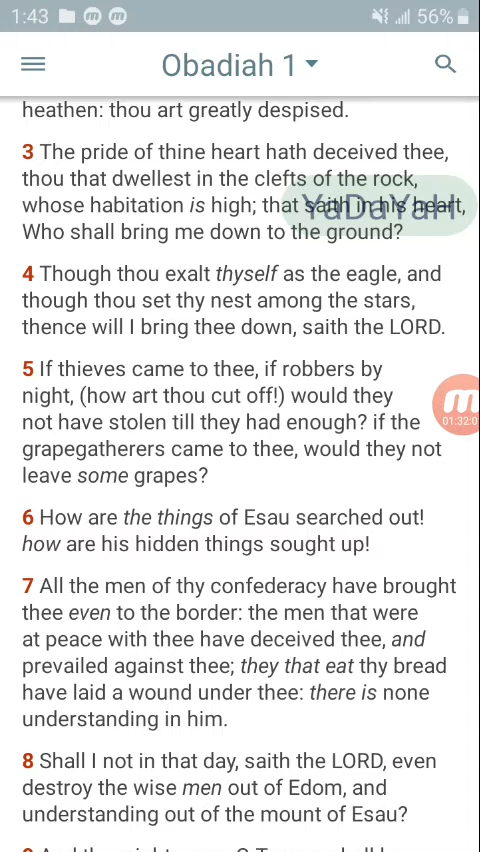 1:43
56%
Obadiah 1
heathen: thou art greatly despised.
3 The pride of thine heart hath deceived thee,
thou that dwellest in the clefts of the rock,
whose habitation is high; that saith in his heart,
YaDaYaH
Who shall bring me down to the ground?
4 Though thou exalt thyself as the eagle, and
though thou set thy nest among the stars,
thence will I bring thee down, saith the LORD.
5 If thieves came to thee, if robbers by
night, (how art thou cut off!) would they
not have stolen till they had enough? if the
grapegatherers came to thee, would they not
leave some grapes?
01:32:0
6 How are the things of Esau searched out!
how are his hidden things sought up!
7 All the men of thy confederacy have brought
thee even to the border: the men that were
at peace with thee have deceived thee, and
prevailed against thee; they that eat thy bread
have laid a wound under thee: there is none
understanding in him.
8 Shall I not in that day, saith the LORD, even
destroy the wise men out of Edom, and
understanding out of the mount of Esau?